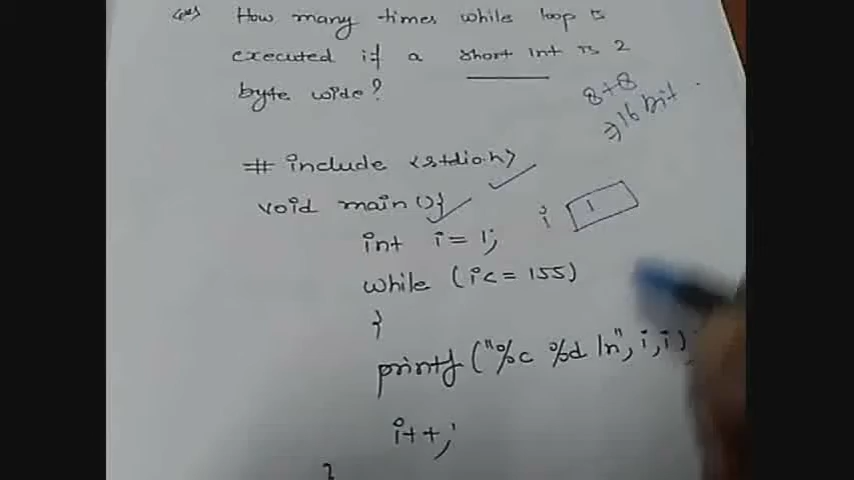 How many times while loop is
executed if a short int is 2
byte wide?
8+8
⇒ 16 Bit
# include <stdio.h>
void main(){
i 1
int i = 1;
while (i<= 155)
}
printf ("%c %d \n", i, i)
i++;
}